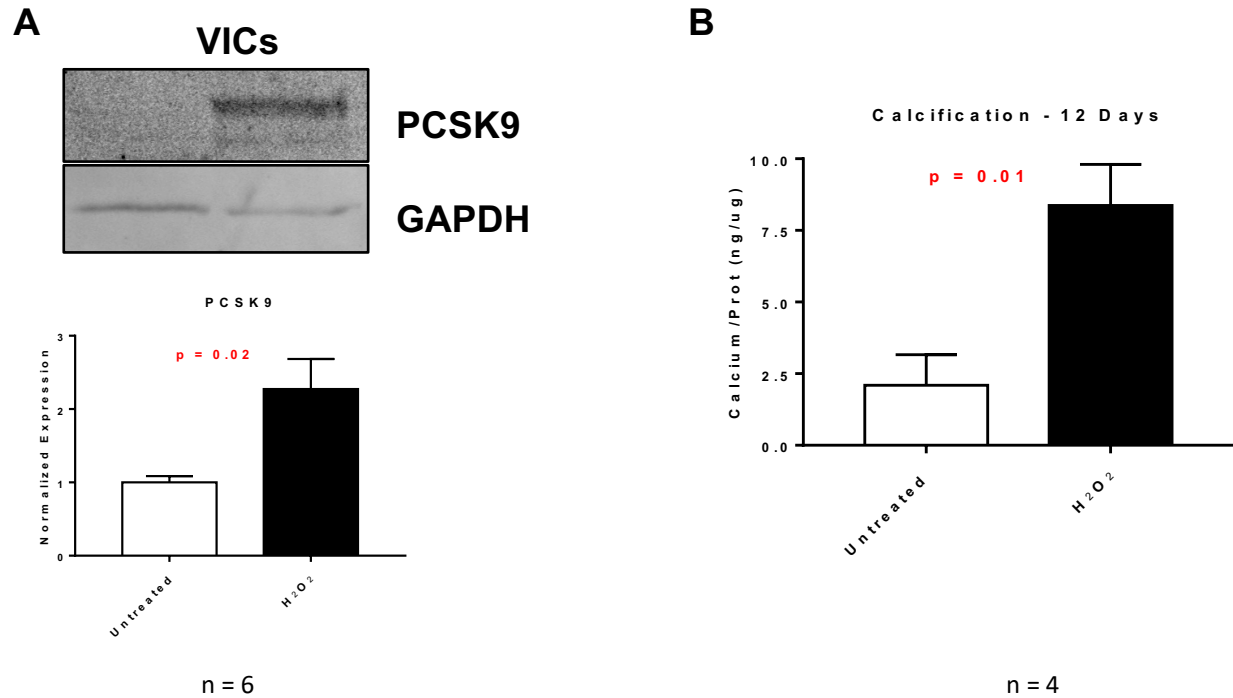 A
VICs
PCSK9
GAPDH
PCSK9
Normalized Expression
3
2
1
0
p = 0.02
Untreated
H₂O₂
n = 6
B
Calcification - 12 Days
Calcium/Prot (ng/ug)
10.0
7.5
5.0
2.5
0.0
p = 0.01
Untreated
H₂O₂
n = 4